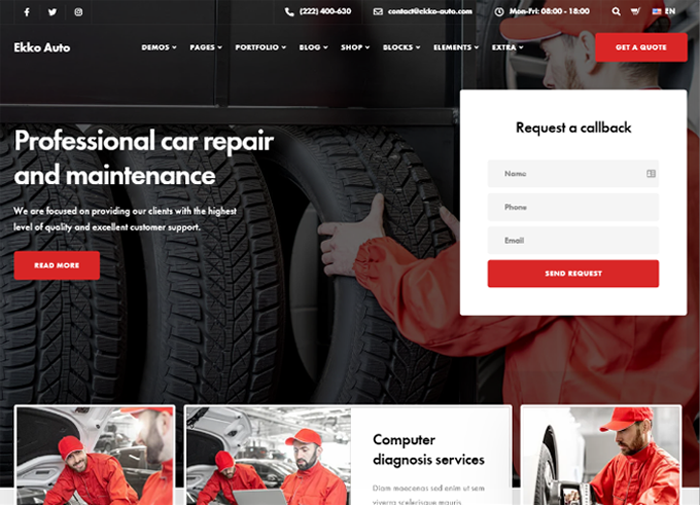 (222) 400-630
contact@ekko-auto.com
Mon-Fri: 08:00 - 18:00
EN
Ekko Auto
DEMOS
PAGES
PORTFOLIO
BLOG
SHOP
BLOCKS
ELEMENTS
EXTRA
GET A QUOTE
Professional car repair
and maintenance
We are focused on providing our clients with the highest
level of quality and excellent customer support.
READ MORE
Request a callback
Name
Phone
Email
SEND REQUEST
Computer
diagnosis services
Diam maecenas sed enim ut sem
viverra scelerisque mauris